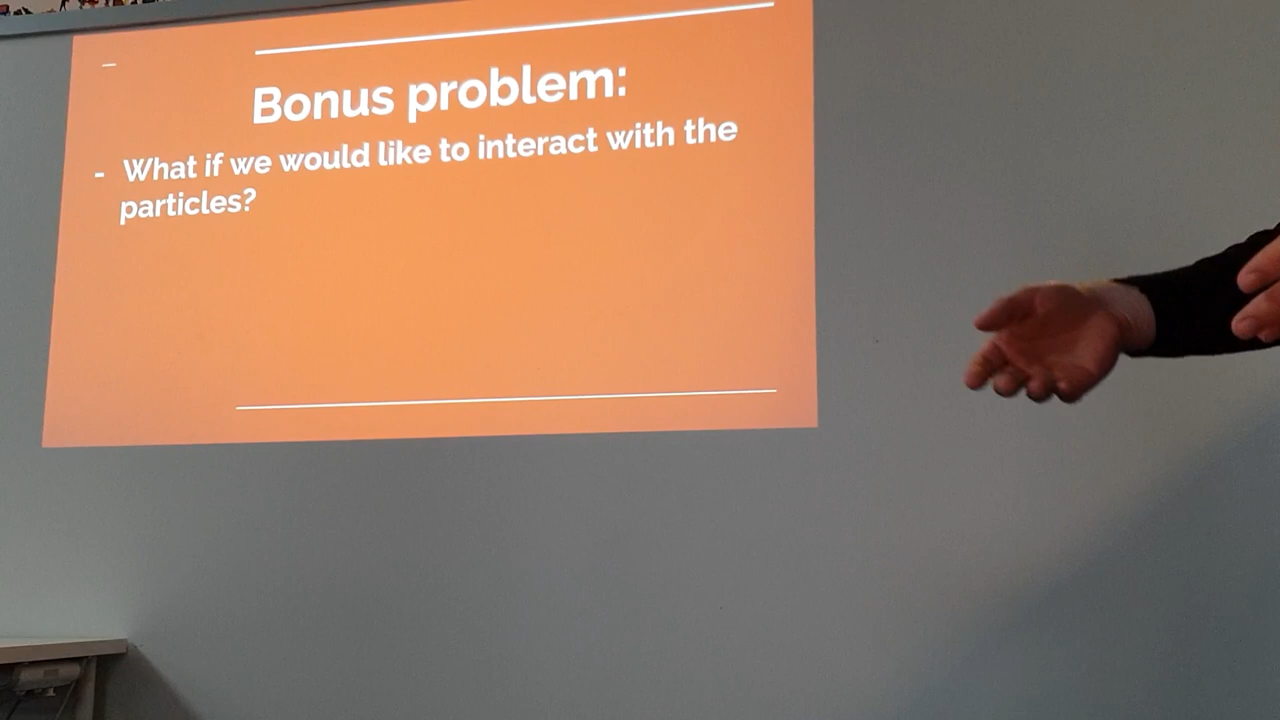 Bonus problem:
- What if we would like to interact with the
particles?